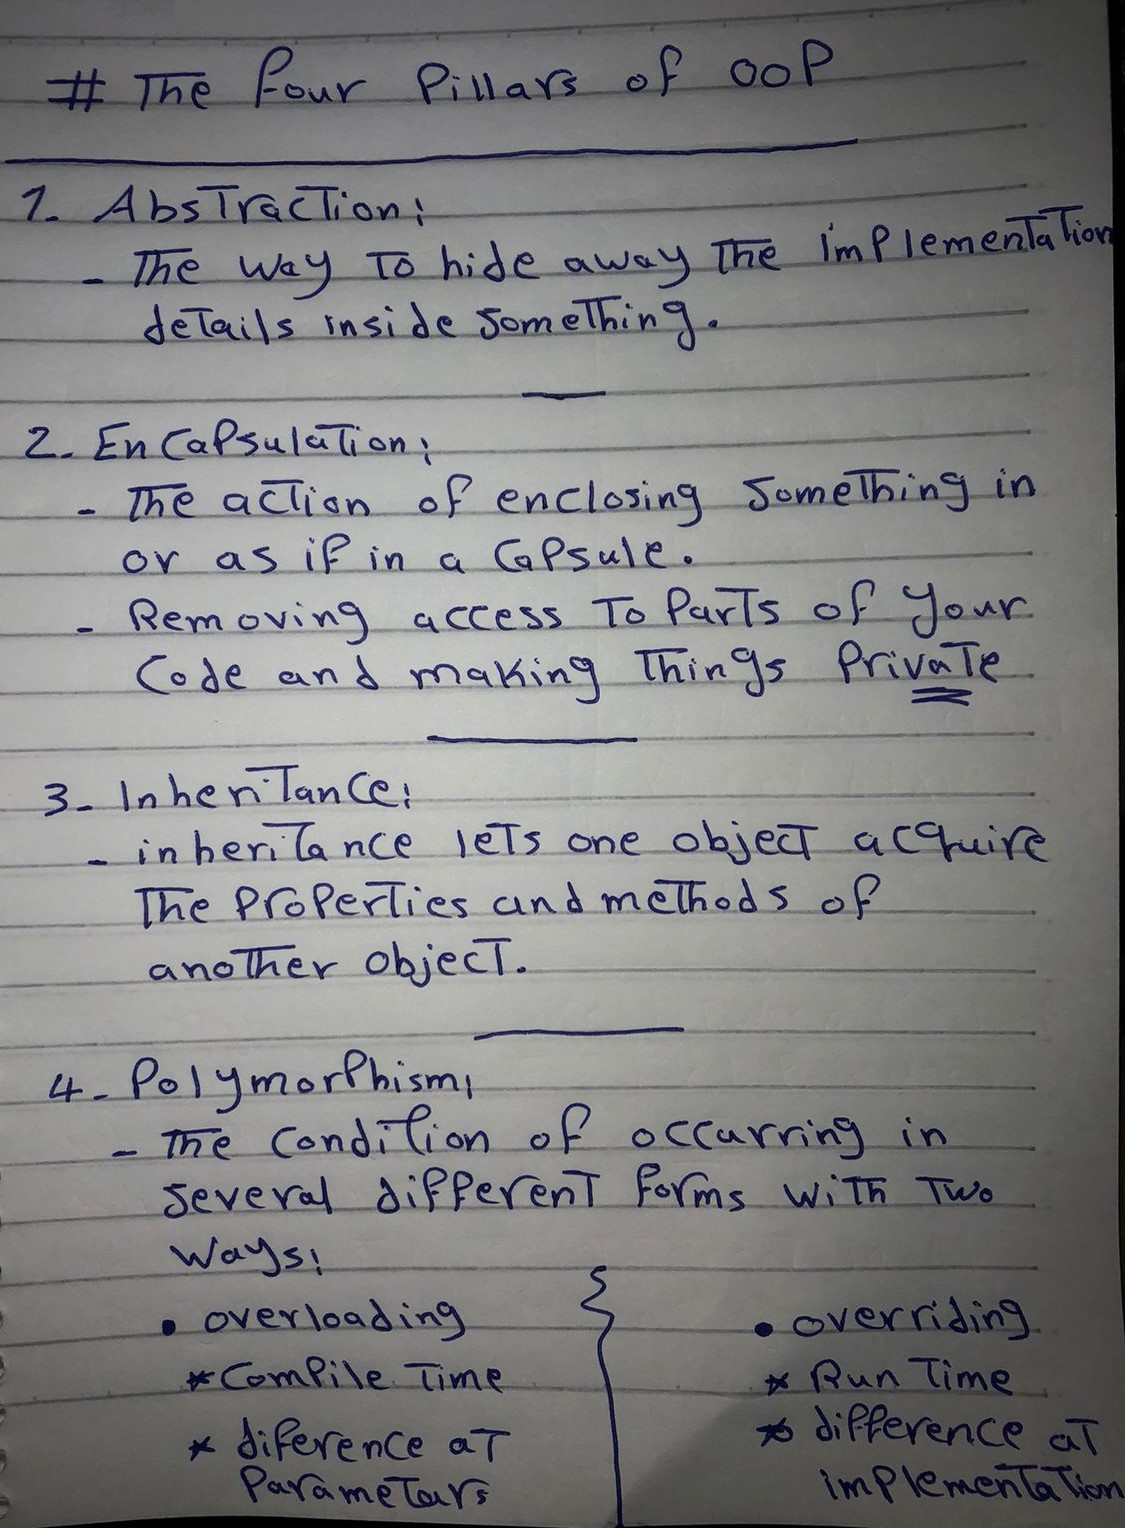 # The four Pillars of OOP
1. Abstraction:
- The way to hide away the implementation
details inside something.
2- Encapsulation:
- The action of enclosing something in
or as if in a capsule.
- Removing access to parts of your
code and making things private
3- Inheritance:
- inheritance lets one object acquire
the properties and methods of
another object.
4- Polymorphism:
- The condition of occurring in
several different forms with two
ways:
• overloading
* Compile Time
* diference at
Parametars
• overriding
* Run Time
* difference at
implementation